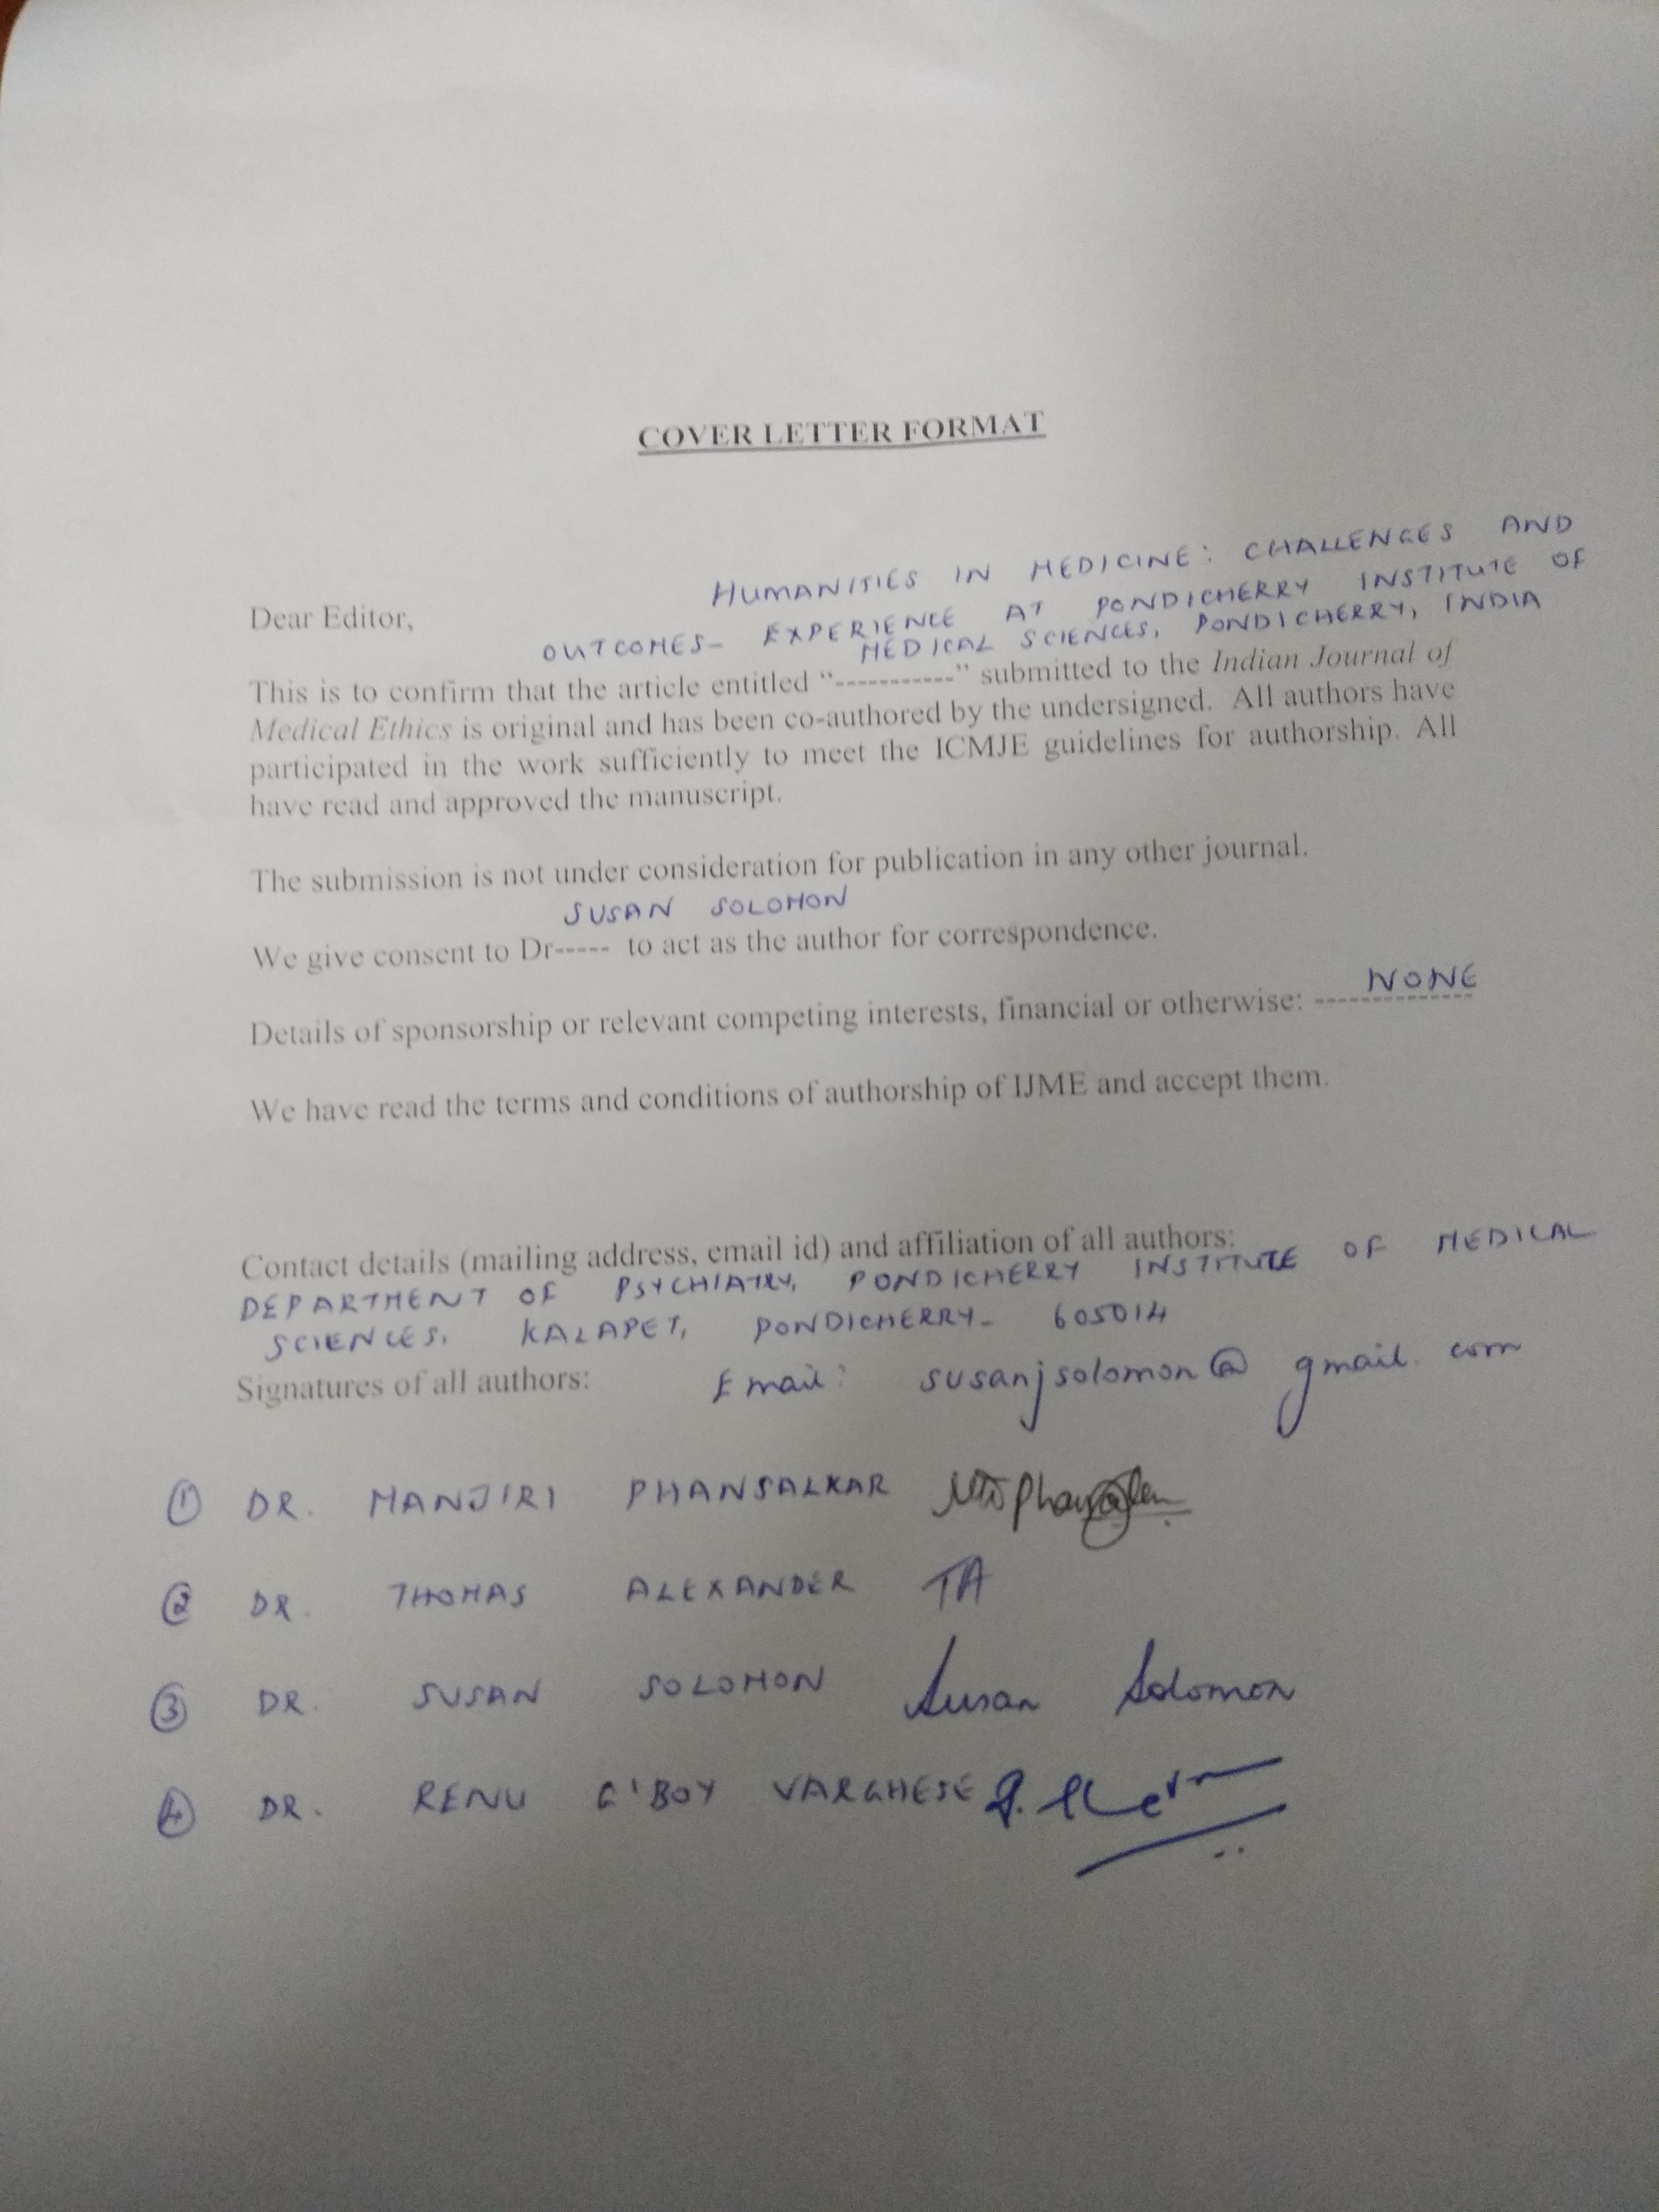 COVER LETTER FORMAT
HUMANITIES IN MEDICINE: CHALLENGES AND
Dear Editor,
OUTCOMES- EXPERIENCE AT PONDICHERRY INSTITUTE OF
MEDICAL SCIENCES, PONDICHERRY, INDIA
This is to confirm that the article entitled "-----------" submitted to the Indian Journal of
Medical Ethics is original and has been co-authored by the undersigned. All authors have
participated in the work sufficiently to meet the ICMJE guidelines for authorship. All
have read and approved the manuscript.
The submission is not under consideration for publication in any other journal.
SUSAN SOLOMON
We give consent to Dr----- to act as the author for correspondence.
NONE
Details of sponsorship or relevant competing interests, financial or otherwise: --------------
We have read the terms and conditions of authorship of IJME and accept them.
Contact details (mailing address, email id) and affiliation of all authors:
DEPARTMENT OF PSYCHIATRY, PONDICHERRY INSTITUTE OF MEDICAL
SCIENCES, KALAPET, PONDICHERRY- 605014
Signatures of all authors: Email: susanjsolomon@gmail.com
① DR. MANJIRI PHANSALKAR
② DR. THOMAS ALEXANDER TA
③ DR. SUSAN SOLOMON Susan Solomon
④ DR. RENU G'BOY VARGHESE